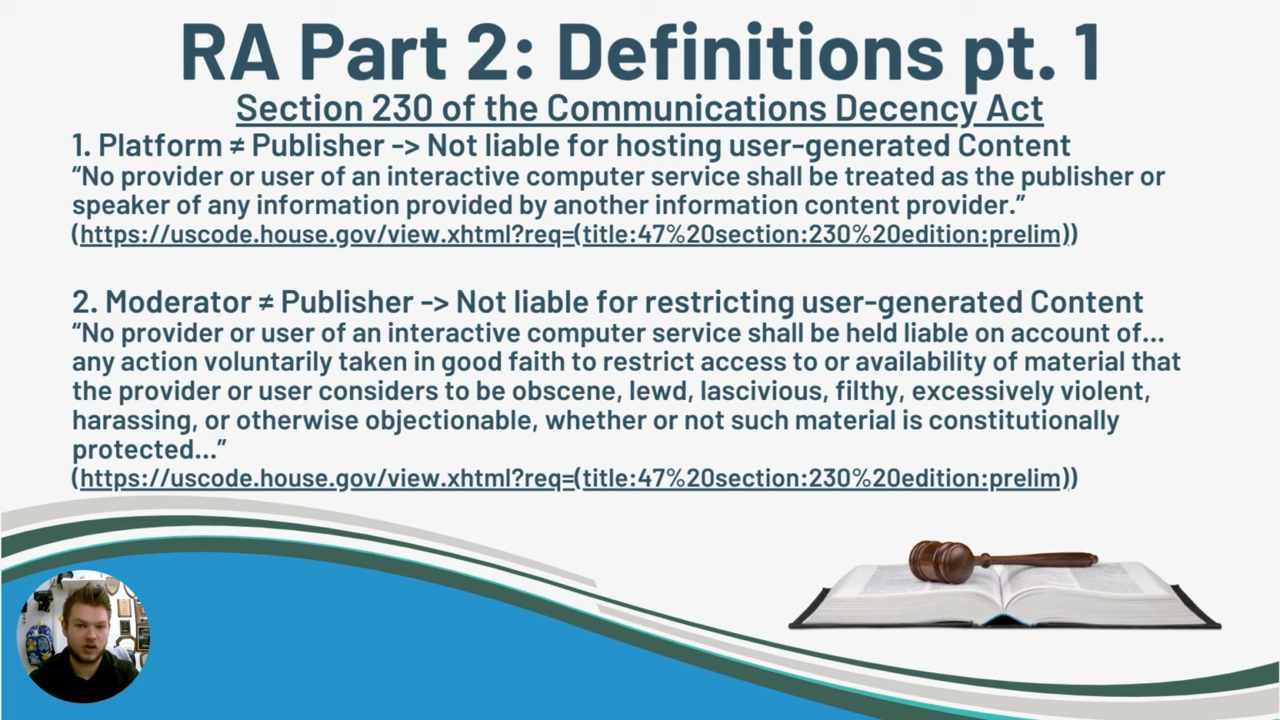 RA Part 2: Definitions pt. 1
Section 230 of the Communications Decency Act
1. Platform ≠ Publisher -> Not liable for hosting user-generated Content
“No provider or user of an interactive computer service shall be treated as the publisher or
speaker of any information provided by another information content provider.”
(https://uscode.house.gov/view.xhtml?req=(title:47%20section:230%20edition:prelim))
2. Moderator ≠ Publisher -> Not liable for restricting user-generated Content
“No provider or user of an interactive computer service shall be held liable on account of...
any action voluntarily taken in good faith to restrict access to or availability of material that
the provider or user considers to be obscene, lewd, lascivious, filthy, excessively violent,
harassing, or otherwise objectionable, whether or not such material is constitutionally
protected...”
(https://uscode.house.gov/view.xhtml?req=(title:47%20section:230%20edition:prelim))